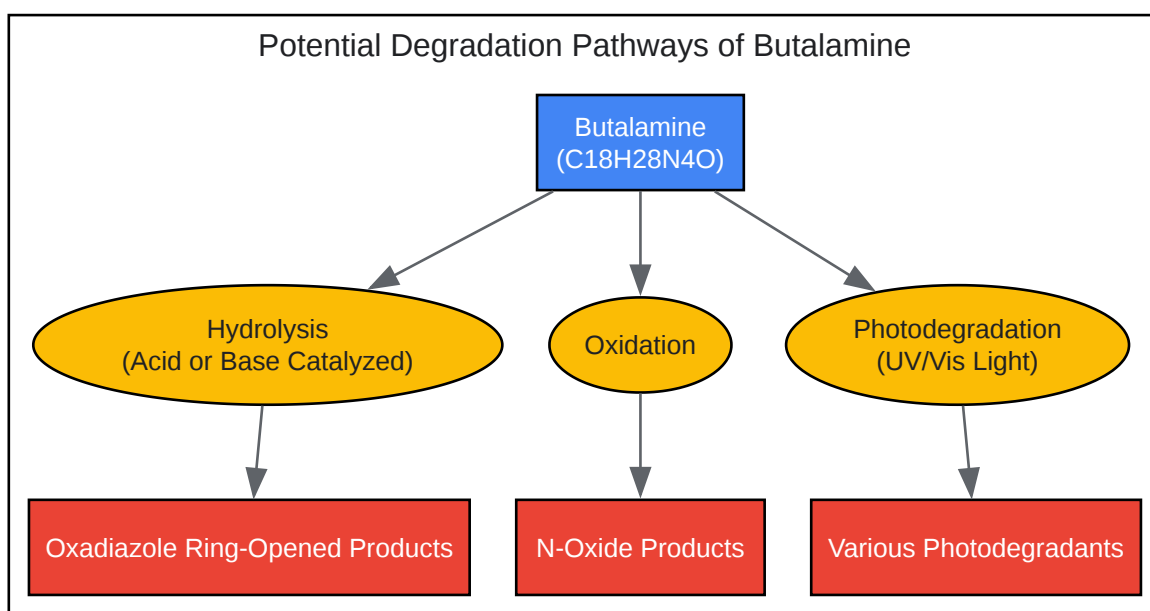 Potential Degradation Pathways of Butalamine
Butalamine
(C18H28N4O)
Hydrolysis
(Acid or Base Catalyzed)
Oxidation
Photodegradation
(UV/Vis Light)
Oxadiazole Ring-Opened Products
N-Oxide Products
Various Photodegradants